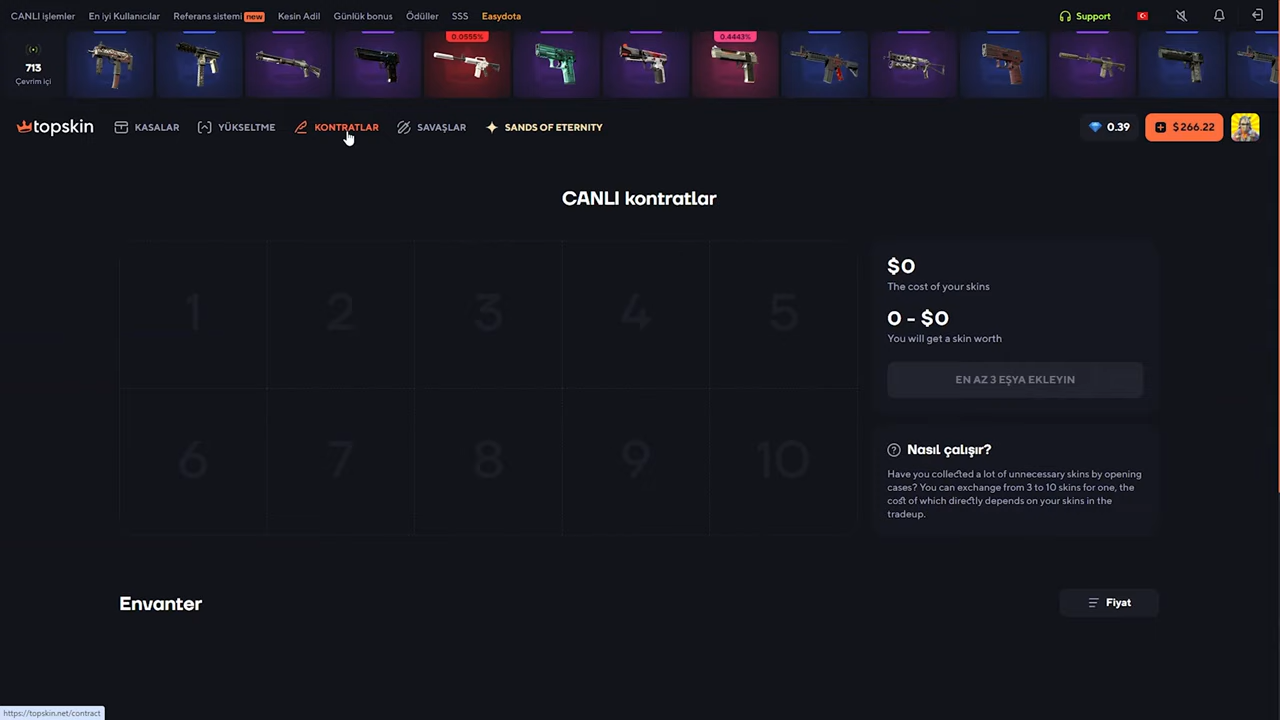 CANLI işlemler En iyi Kullanıcılar Referans sistemi new Kesin Adil Günlük bonus Ödüller SSS Easydota Support
0.0555% 0.4443%
713
Çevrim içi
topskin KASALAR YÜKSELTME KONTRATLAR SAVAŞLAR SANDS OF ETERNITY 0.39 $266.22
CANLI kontratlar
1 2 3 4 5
6 7 8 9 10
$0
The cost of your skins
0 - $0
You will get a skin worth
EN AZ 3 EŞYA EKLEYIN
Nasıl çalışır?
Have you collected a lot of unnecessary skins by opening
cases? You can exchange from 3 to 10 skins for one, the
cost of which directly depends on your skins in the
tradeup.
Envanter
Fiyat
https://topskin.net/contract